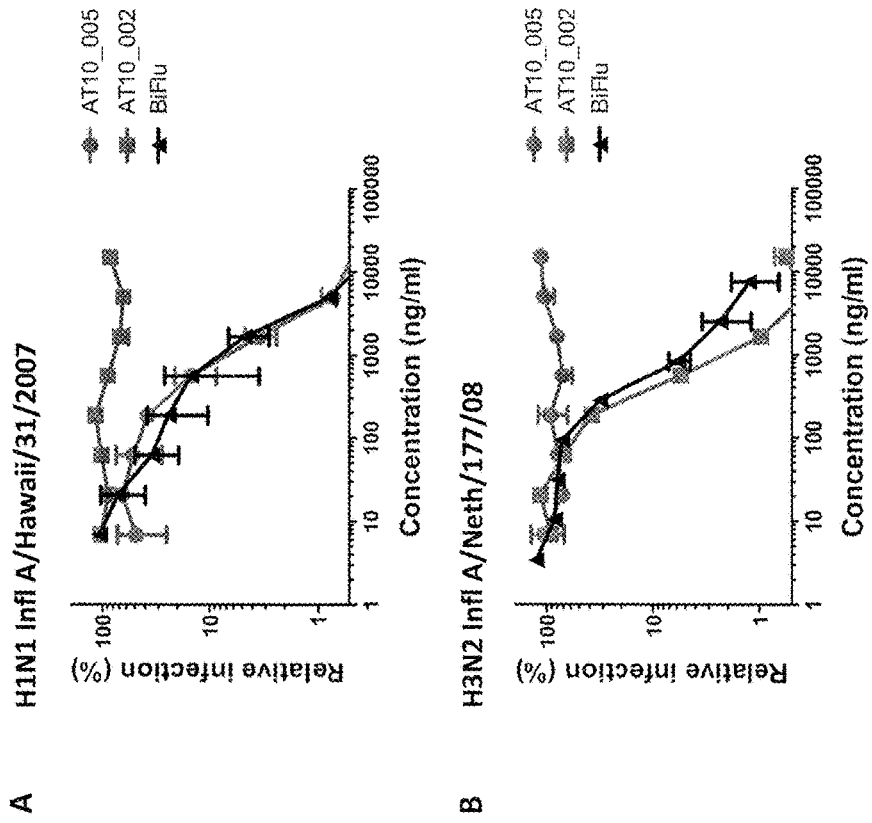 A
H1N1 Infl A/Hawaii/31/2007
Relative infection (%)
100
10
1
1
10
100
1000
10000
100000
Concentration (ng/ml)
AT10_005
AT10_002
BiFlu
B
H3N2 Infl A/Neth/177/08
Relative infection (%)
100
10
1
1
10
100
1000
10000
100000
Concentration (ng/ml)
AT10_005
AT10_002
BiFlu